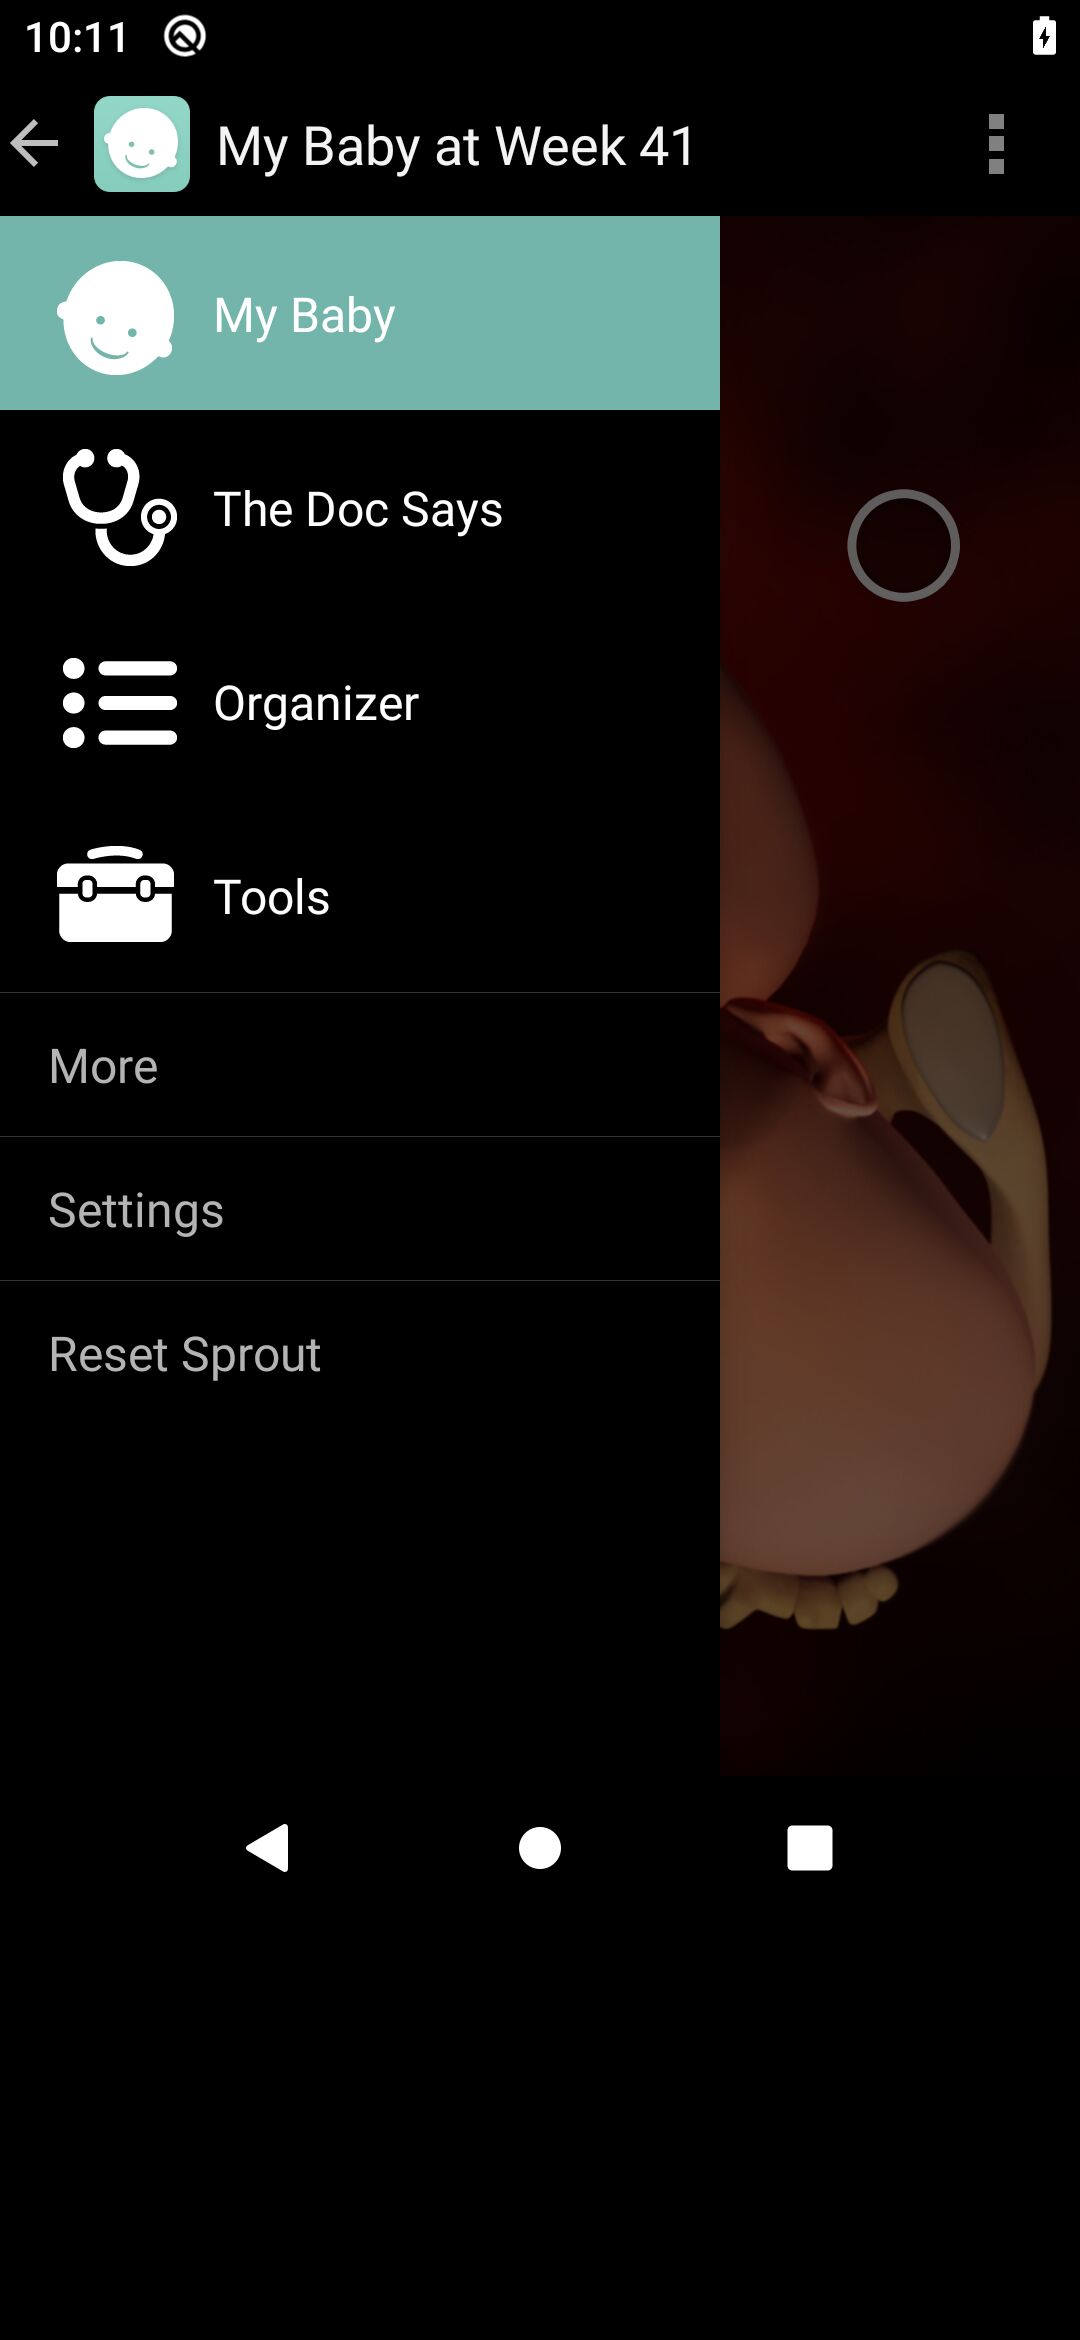 10:11
My Baby at Week 41
My Baby
The Doc Says
Organizer
Tools
More
Settings
Reset Sprout